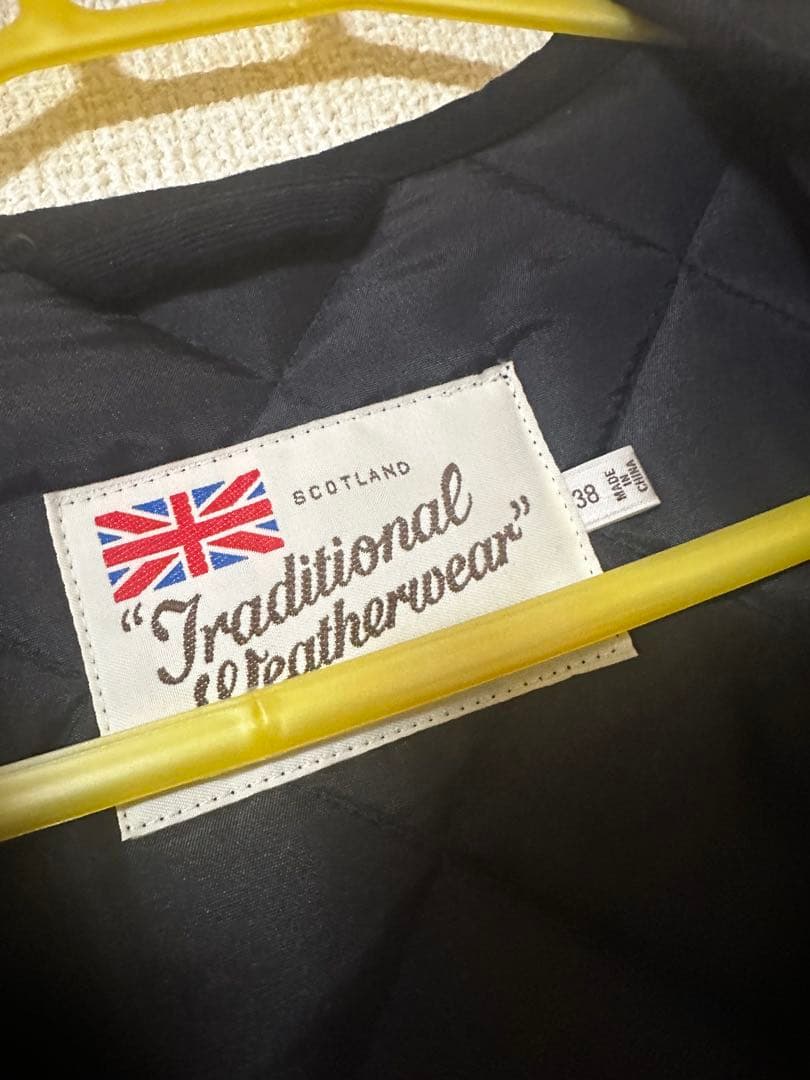 SCOTLAND
"Traditional
Weatherwear"
38
MADE
IN
CHINA